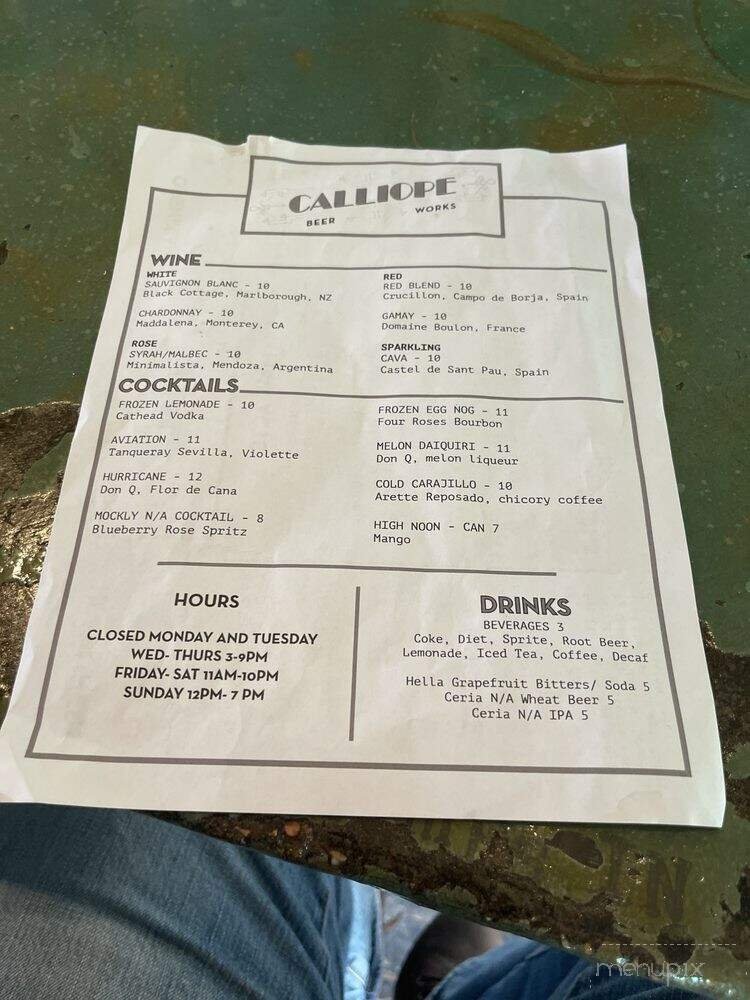 CALLIOPE
BEER WORKS
WINE
WHITE
SAUVIGNON BLANC - 10
Black Cottage, Marlborough, NZ
CHARDONNAY - 10
Maddalena, Monterey, CA
ROSE
SYRAH/MALBEC - 10
Minimalista, Mendoza, Argentina
RED
RED BLEND - 10
Crucillon, Campo de Borja, Spain
GAMAY - 10
Domaine Boulon, France
SPARKLING
CAVA - 10
Castel de Sant Pau, Spain
COCKTAILS
FROZEN LEMONADE - 10
Cathead Vodka
AVIATION - 11
Tanqueray Sevilla, Violette
HURRICANE - 12
Don Q, Flor de Cana
MOCKLY N/A COCKTAIL - 8
Blueberry Rose Spritz
FROZEN EGG NOG - 11
Four Roses Bourbon
MELON DAIQUIRI - 11
Don Q, melon liqueur
COLD CARAJILLO - 10
Arette Reposado, chicory coffee
HIGH NOON - CAN 7
Mango
HOURS
CLOSED MONDAY AND TUESDAY
WED- THURS 3-9PM
FRIDAY- SAT 11AM-10PM
SUNDAY 12PM- 7 PM
DRINKS
BEVERAGES 3
Coke, Diet, Sprite, Root Beer,
Lemonade, Iced Tea, Coffee, Decaf
Hella Grapefruit Bitters/ Soda 5
Ceria N/A Wheat Beer 5
Ceria N/A IPA 5
menupix